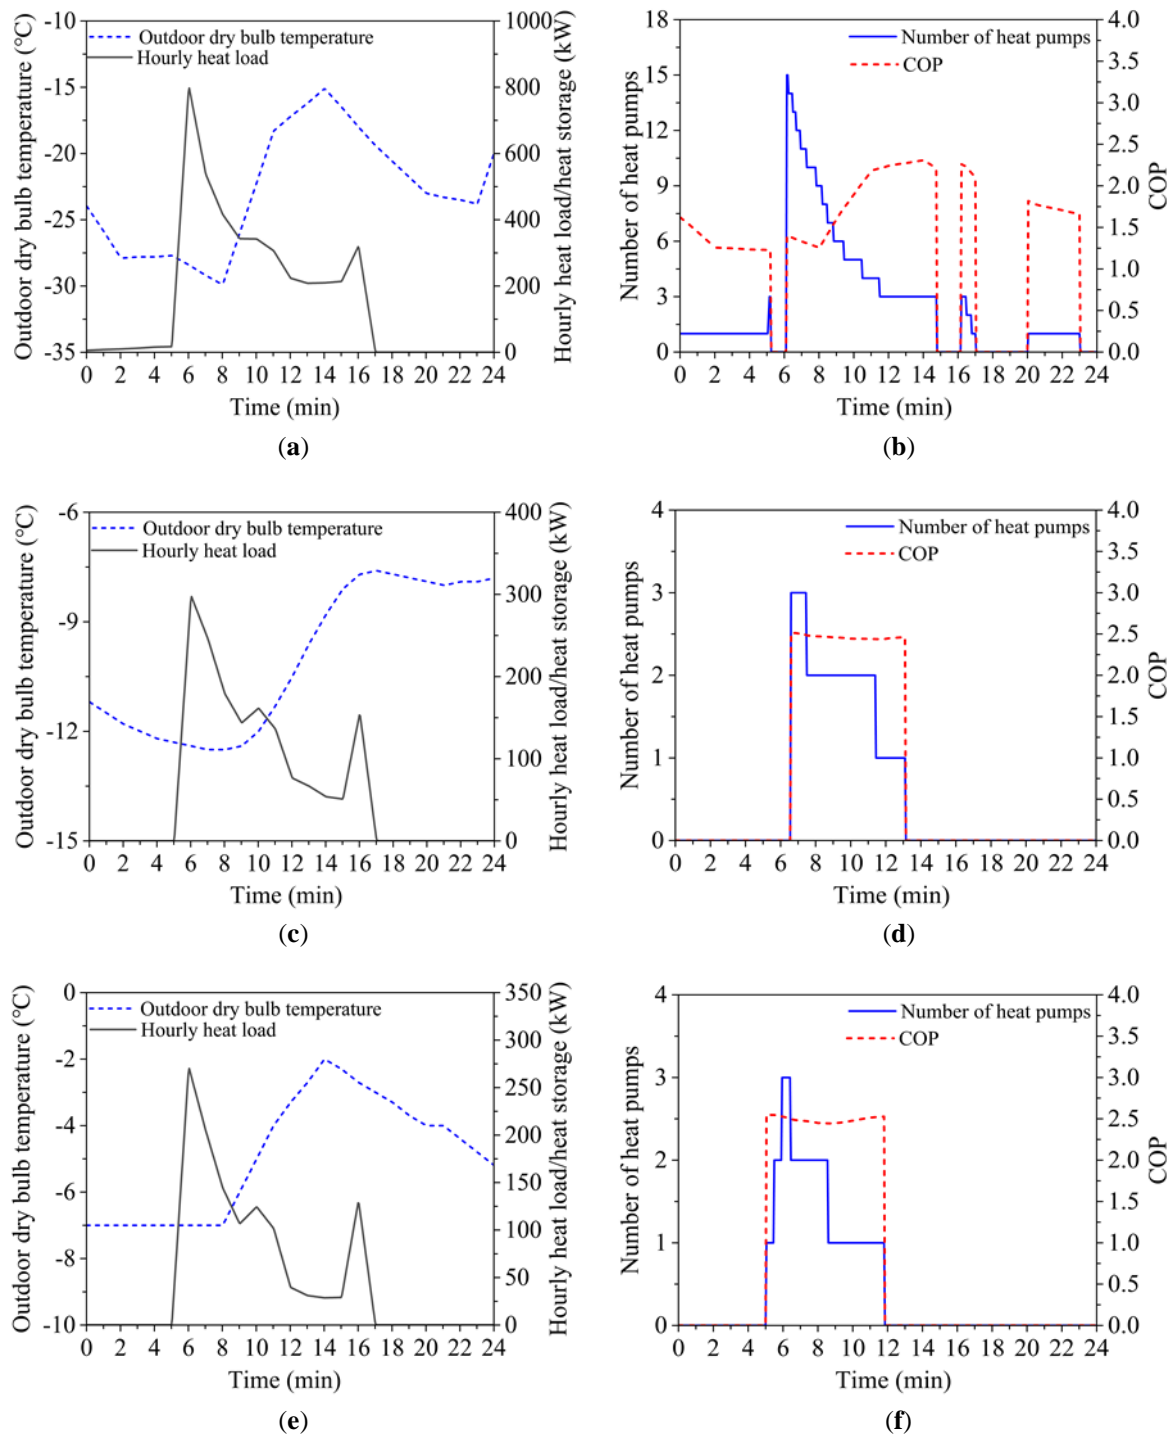 Outdoor dry bulb temperature (°C)
-10
-15
-20
-25
-30
-35
Outdoor dry bulb temperature
Hourly heat load
1000
800
600
400
200
0
Hourly heat load/heat storage (kW)
0 2 4 6 8 10 12 14 16 18 20 22 24
Time (min)
(a)
Number of heat pumps
18
15
12
9
6
3
0
Number of heat pumps
COP
4.0
3.5
3.0
2.5
2.0
1.5
1.0
0.5
0.0
COP
0 2 4 6 8 10 12 14 16 18 20 22 24
Time (min)
(b)
Outdoor dry bulb temperature (°C)
-6
-9
-12
-15
Outdoor dry bulb temperature
Hourly heat load
400
300
200
100
0
Hourly heat load/heat storage (kW)
0 2 4 6 8 10 12 14 16 18 20 22 24
Time (min)
(c)
Number of heat pumps
4
3
2
1
0
Number of heat pumps
COP
4.0
3.5
3.0
2.5
2.0
1.5
1.0
0.5
0.0
COP
0 2 4 6 8 10 12 14 16 18 20 22 24
Time (min)
(d)
Outdoor dry bulb temperature (°C)
0
-2
-4
-6
-8
-10
Outdoor dry bulb temperature
Hourly heat load
350
300
250
200
150
100
50
0
Hourly heat load/heat storage (kW)
0 2 4 6 8 10 12 14 16 18 20 22 24
Time (min)
(e)
Number of heat pumps
4
3
2
1
0
Number of heat pumps
COP
4.0
3.5
3.0
2.5
2.0
1.5
1.0
0.5
0.0
COP
0 2 4 6 8 10 12 14 16 18 20 22 24
Time (min)
(f)